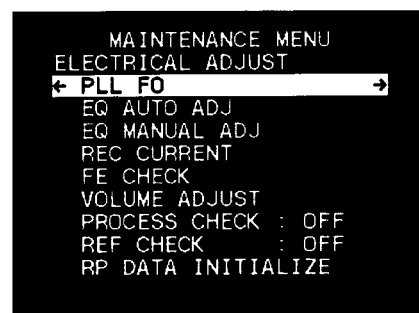 MAINTENANCE MENU
ELECTRICAL ADJUST
← PLL FO →
EQ AUTO ADJ
EQ MANUAL ADJ
REC CURRENT
FE CHECK
VOLUME ADJUST
PROCESS CHECK : OFF
REF CHECK : OFF
RP DATA INITIALIZE